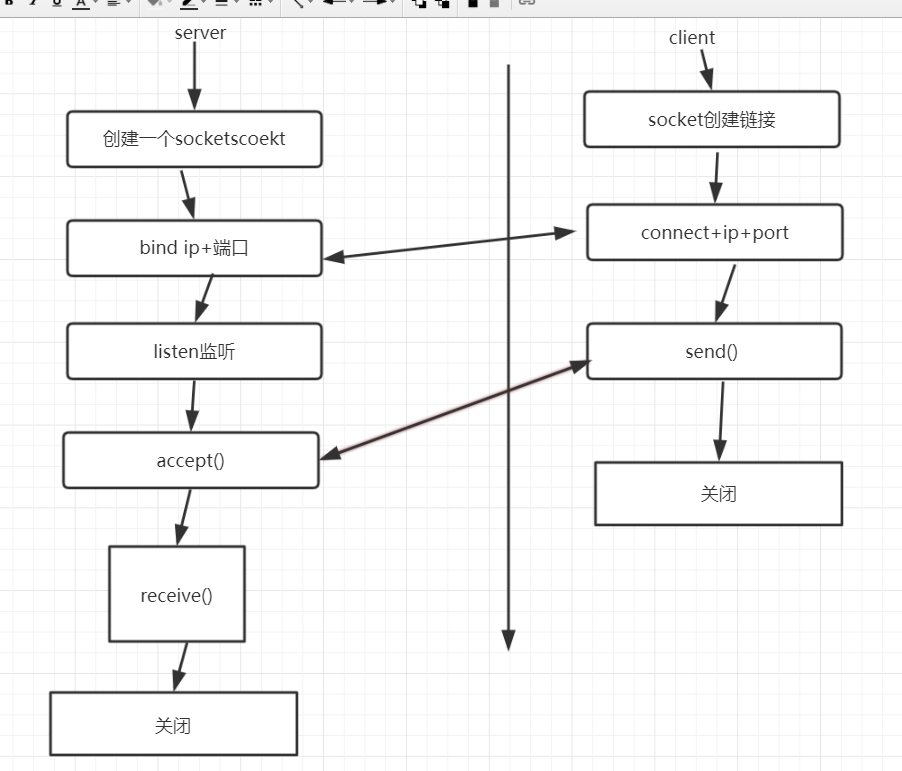 server
创建一个socketscoekt
bind ip+端口
listen监听
accept()
receive()
关闭
client
socket创建链接
connect+ip+port
send()
关闭